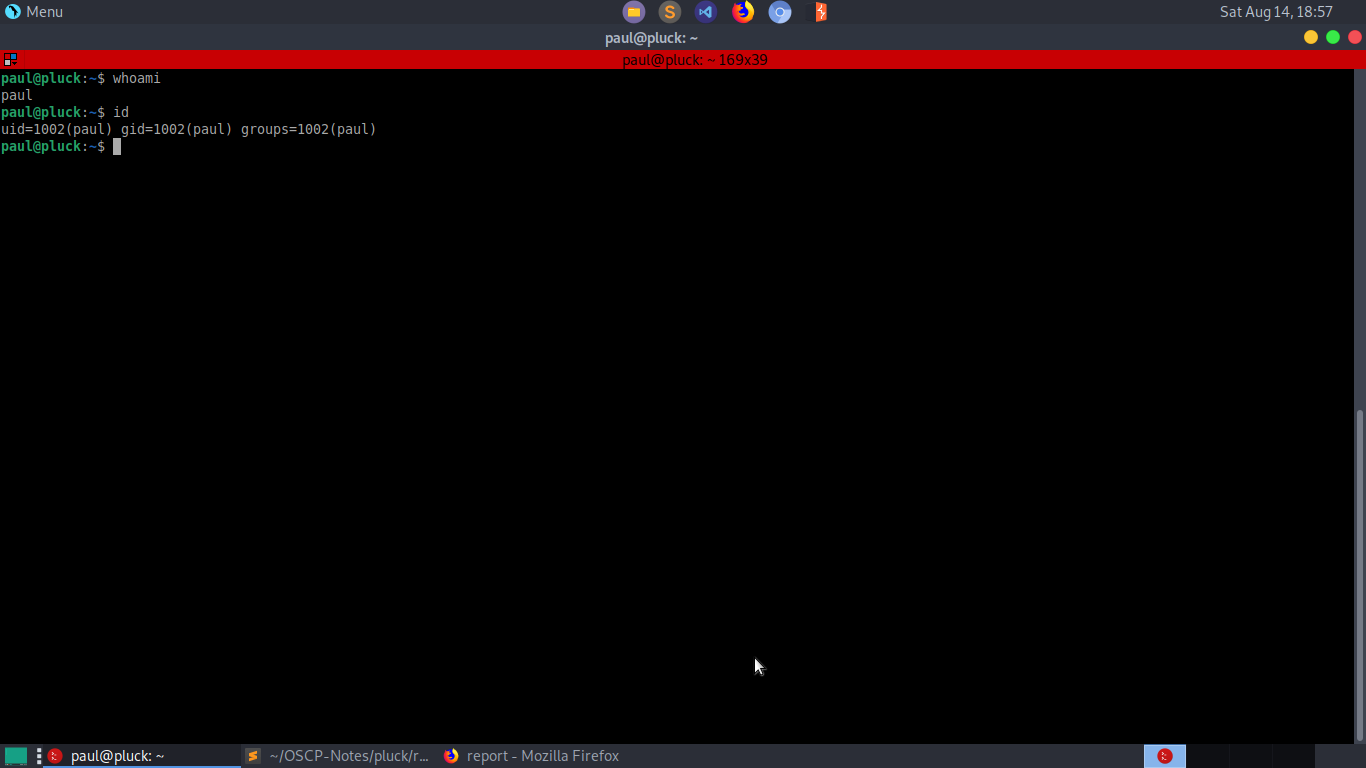 Menu
Sat Aug 14, 18:57
paul@pluck: ~
paul@pluck: ~ 169x39
paul@pluck:~$ whoami
paul
paul@pluck:~$ id
uid=1002(paul) gid=1002(paul) groups=1002(paul)
paul@pluck:~$
paul@pluck: ~
~/OSCP-Notes/pluck/r...
report - Mozilla Firefox